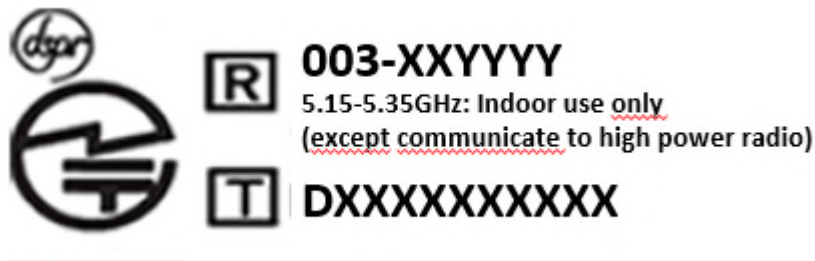 dspr
R 003-XXYYYY
5.15-5.35GHz: Indoor use only
(except communicate to high power radio)
T DXXXXXXXXXX